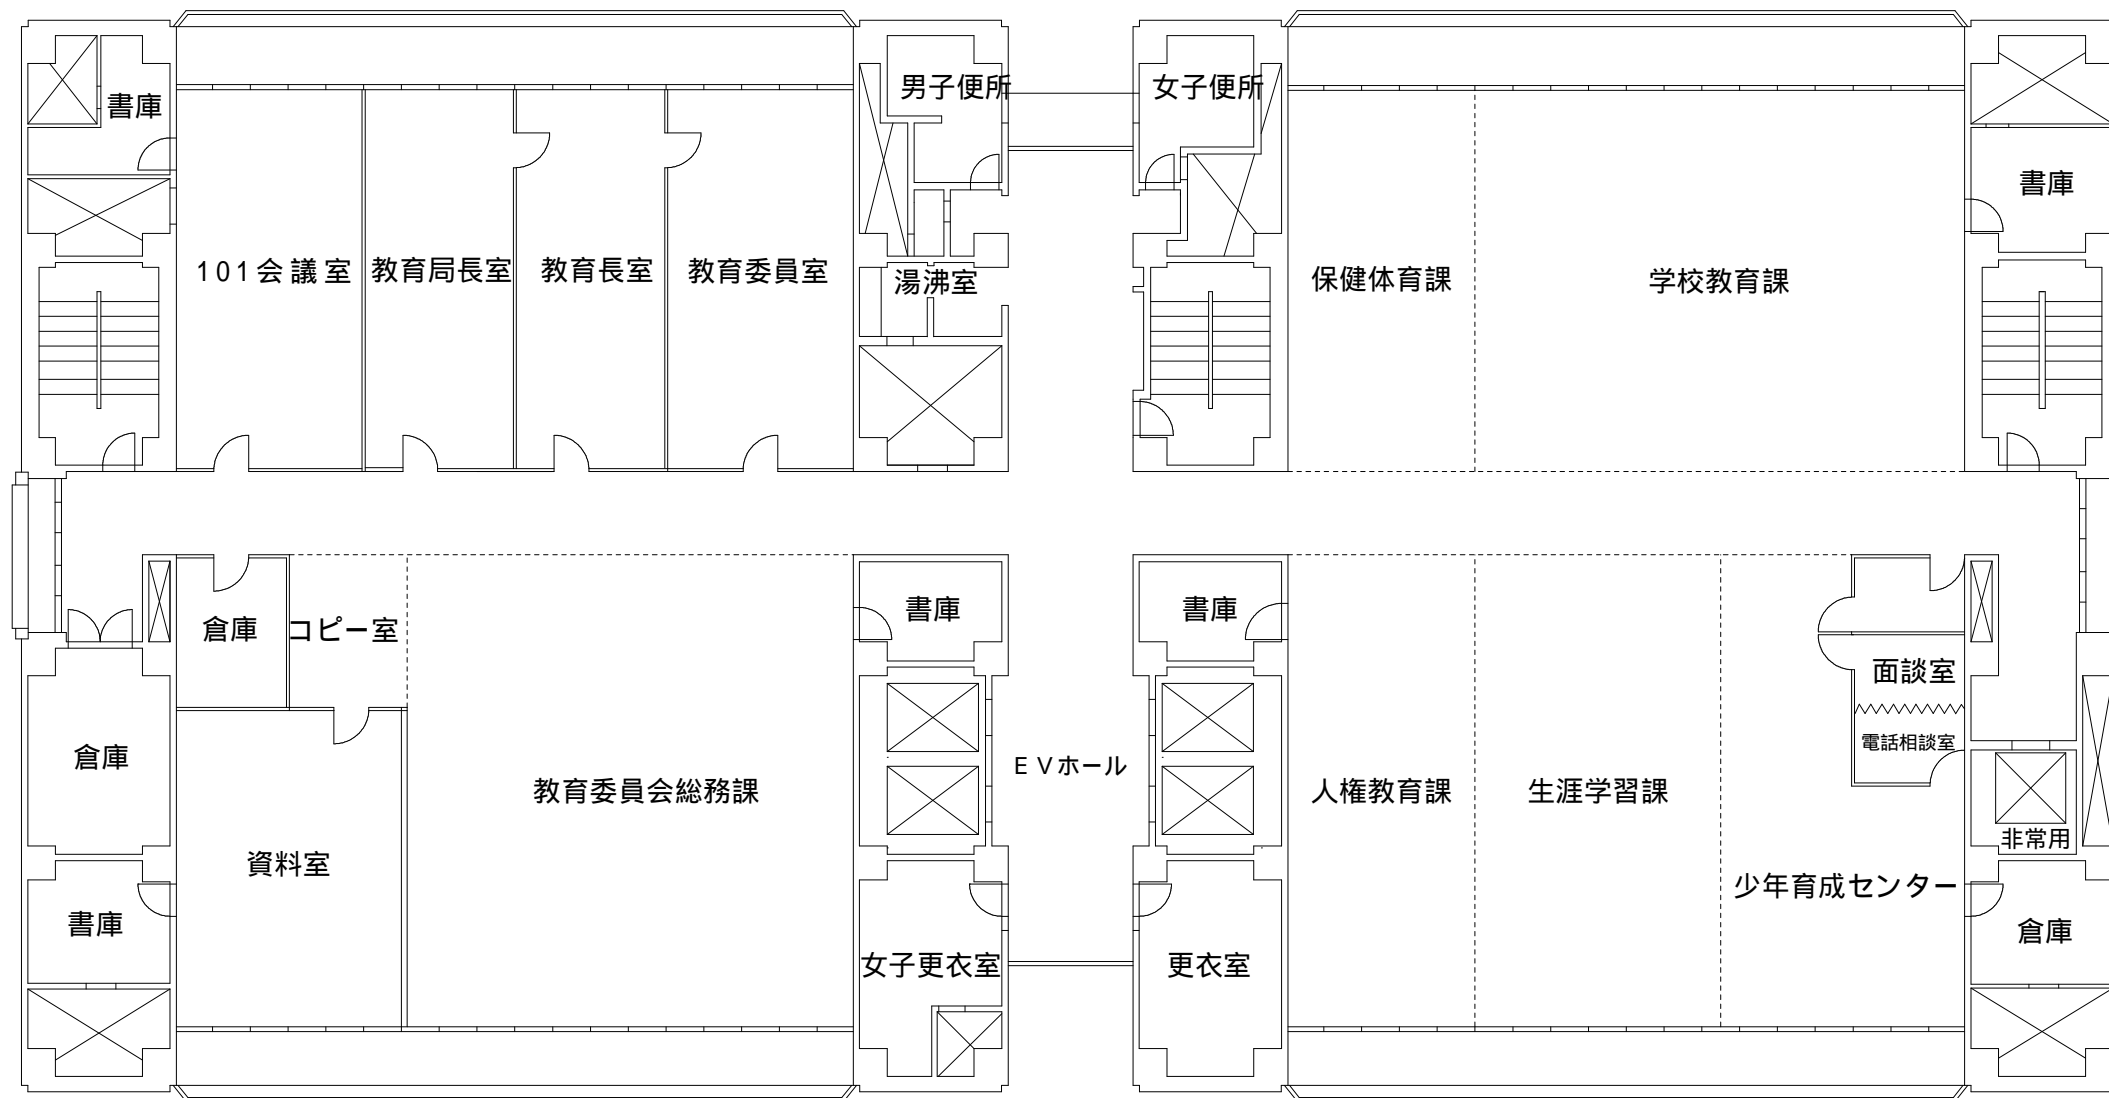 男子便所
女子便所
書庫
書庫
101会議室
教育局長室
教育長室
教育委員室
湯沸室
保健体育課
学校教育課
倉庫
コピー室
書庫
書庫
面談室
電話相談室
倉庫
EVホール
教育委員会総務課
人権教育課
生涯学習課
非常用
資料室
少年育成センター
書庫
女子更衣室
更衣室
倉庫